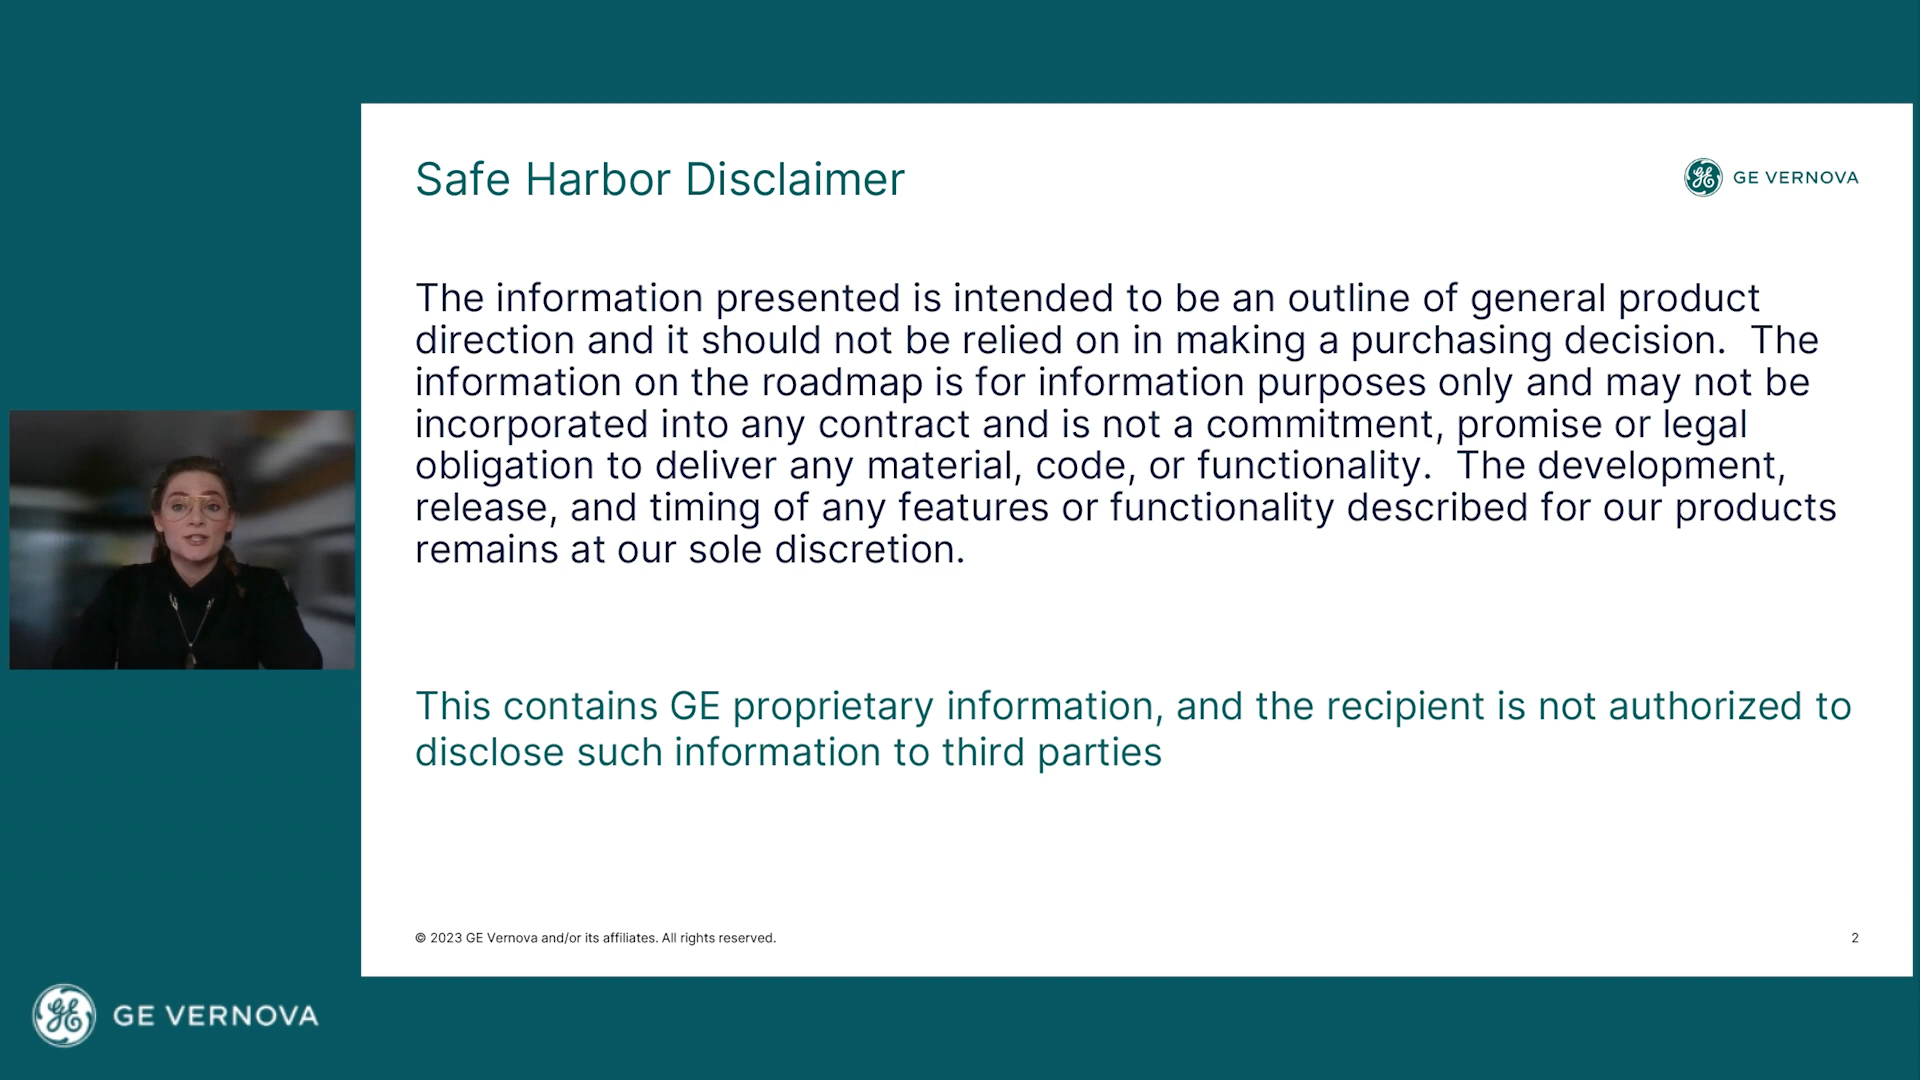 Safe Harbor Disclaimer
GE VERNOVA
The information presented is intended to be an outline of general product
direction and it should not be relied on in making a purchasing decision.  The
information on the roadmap is for information purposes only and may not be
incorporated into any contract and is not a commitment, promise or legal
obligation to deliver any material, code, or functionality.  The development,
release, and timing of any features or functionality described for our products
remains at our sole discretion.
This contains GE proprietary information, and the recipient is not authorized to
disclose such information to third parties
© 2023 GE Vernova and/or its affiliates. All rights reserved.
2
GE VERNOVA